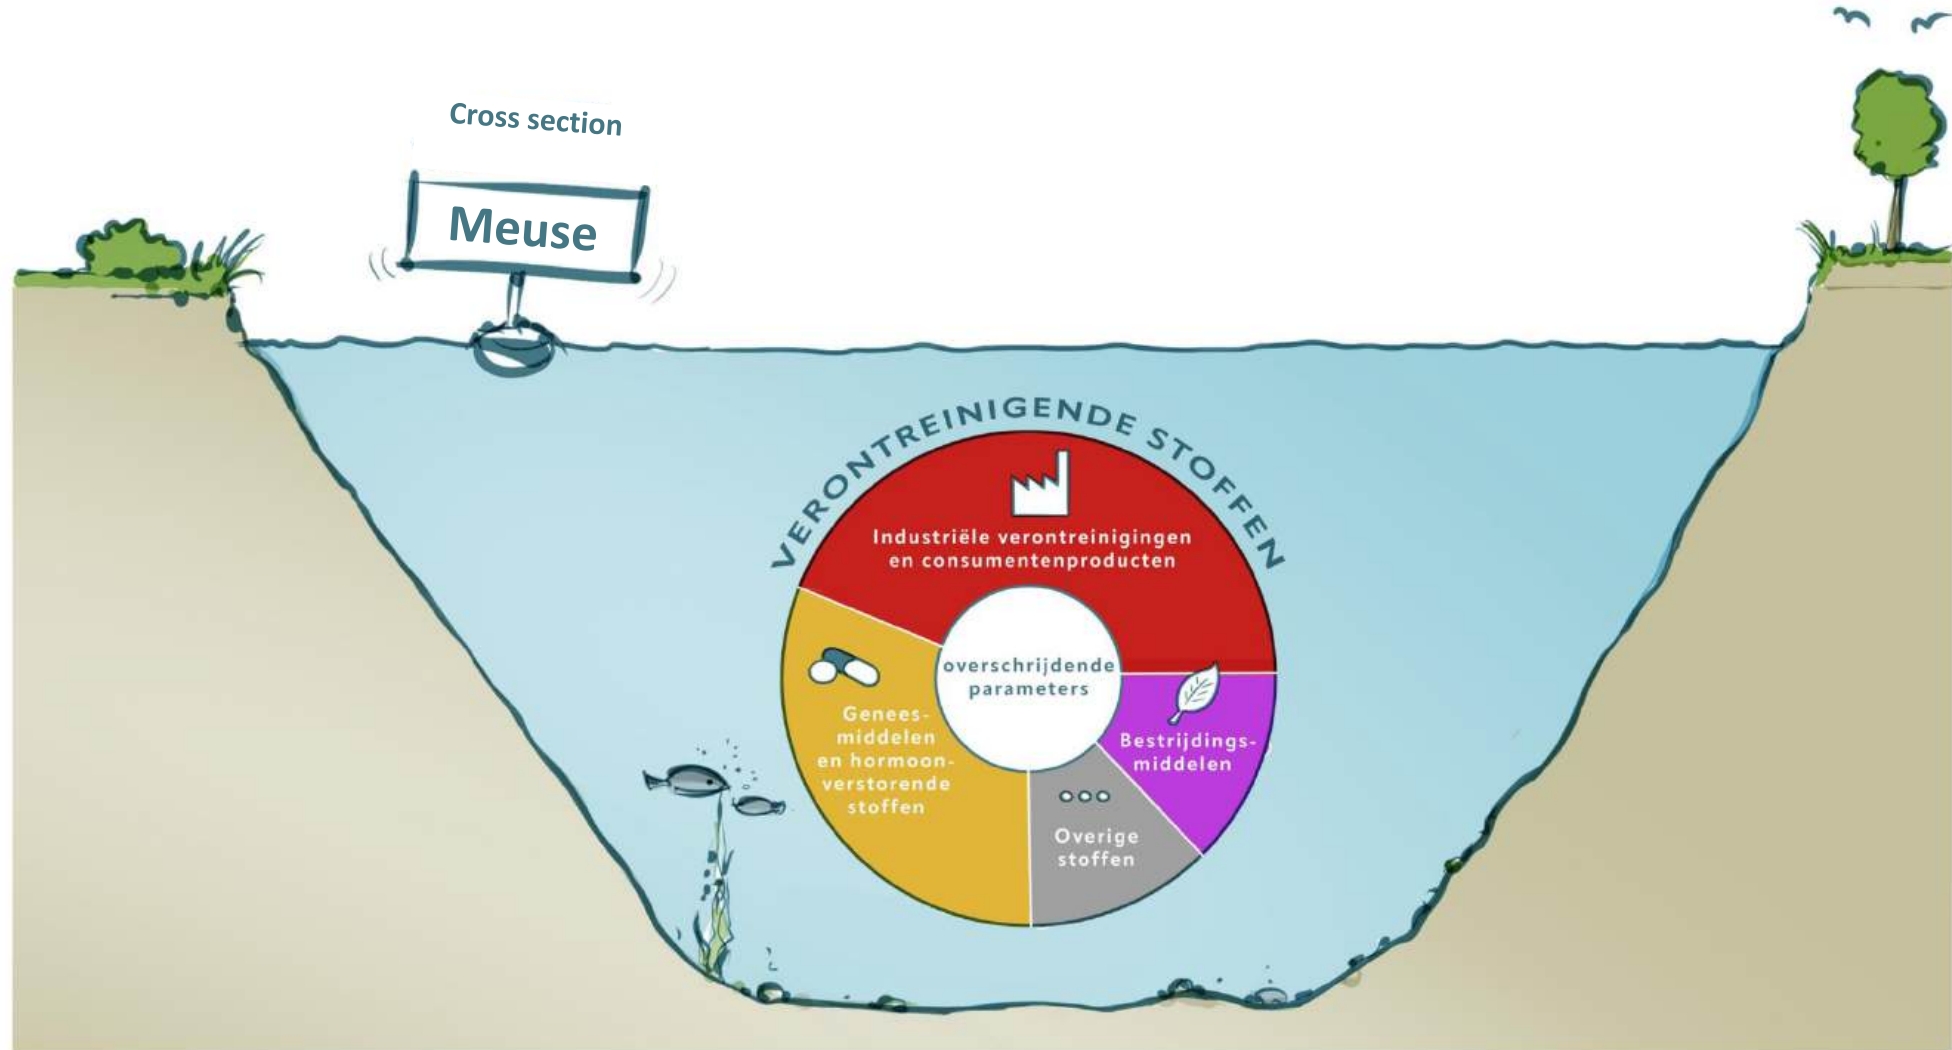 Cross section
Meuse
VERONTREINIGENDE STOFFEN
Industriële verontreinigingen
en consumentenproducten
overschrijdende
parameters
Genees-
middelen
en hormoon-
verstorende
stoffen
Bestrijdings-
middelen
Overige
stoffen